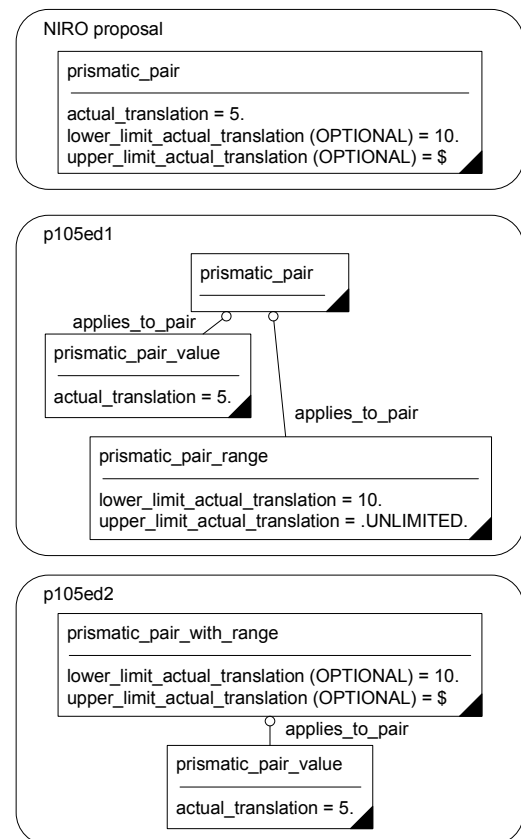 NIRO proposal
prismatic_pair
actual_translation = 5.
lower_limit_actual_translation (OPTIONAL) = 10.
upper_limit_actual_translation (OPTIONAL) = $
p105ed1
prismatic_pair
applies_to_pair
prismatic_pair_value
actual_translation = 5.
applies_to_pair
prismatic_pair_range
lower_limit_actual_translation = 10.
upper_limit_actual_translation = .UNLIMITED.
p105ed2
prismatic_pair_with_range
lower_limit_actual_translation (OPTIONAL) = 10.
upper_limit_actual_translation (OPTIONAL) = $
applies_to_pair
prismatic_pair_value
actual_translation = 5.